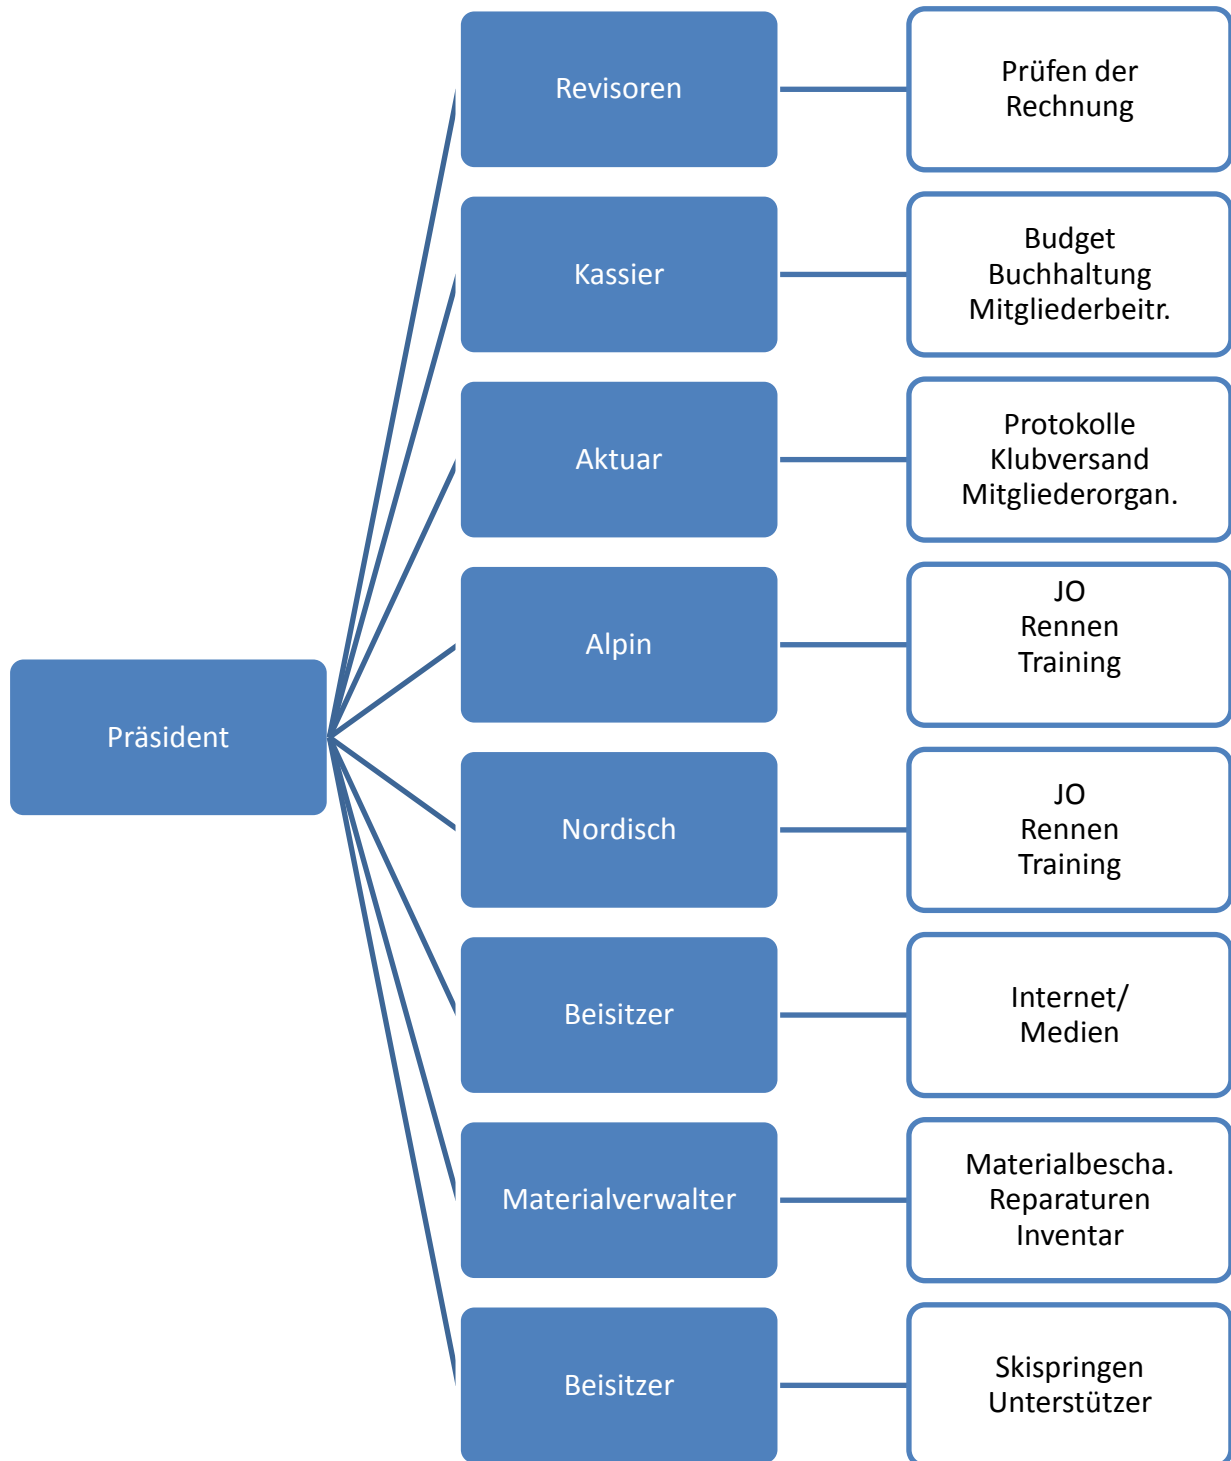 Revisoren
Prüfen der
Rechnung
Kassier
Budget
Buchhaltung
Mitgliederbeitr.
Aktuar
Protokolle
Klubversand
Mitgliederorgan.
Alpin
JO
Rennen
Training
Präsident
Nordisch
JO
Rennen
Training
Beisitzer
Internet/
Medien
Materialverwalter
Materialbescha.
Reparaturen
Inventar
Beisitzer
Skispringen
Unterstützer